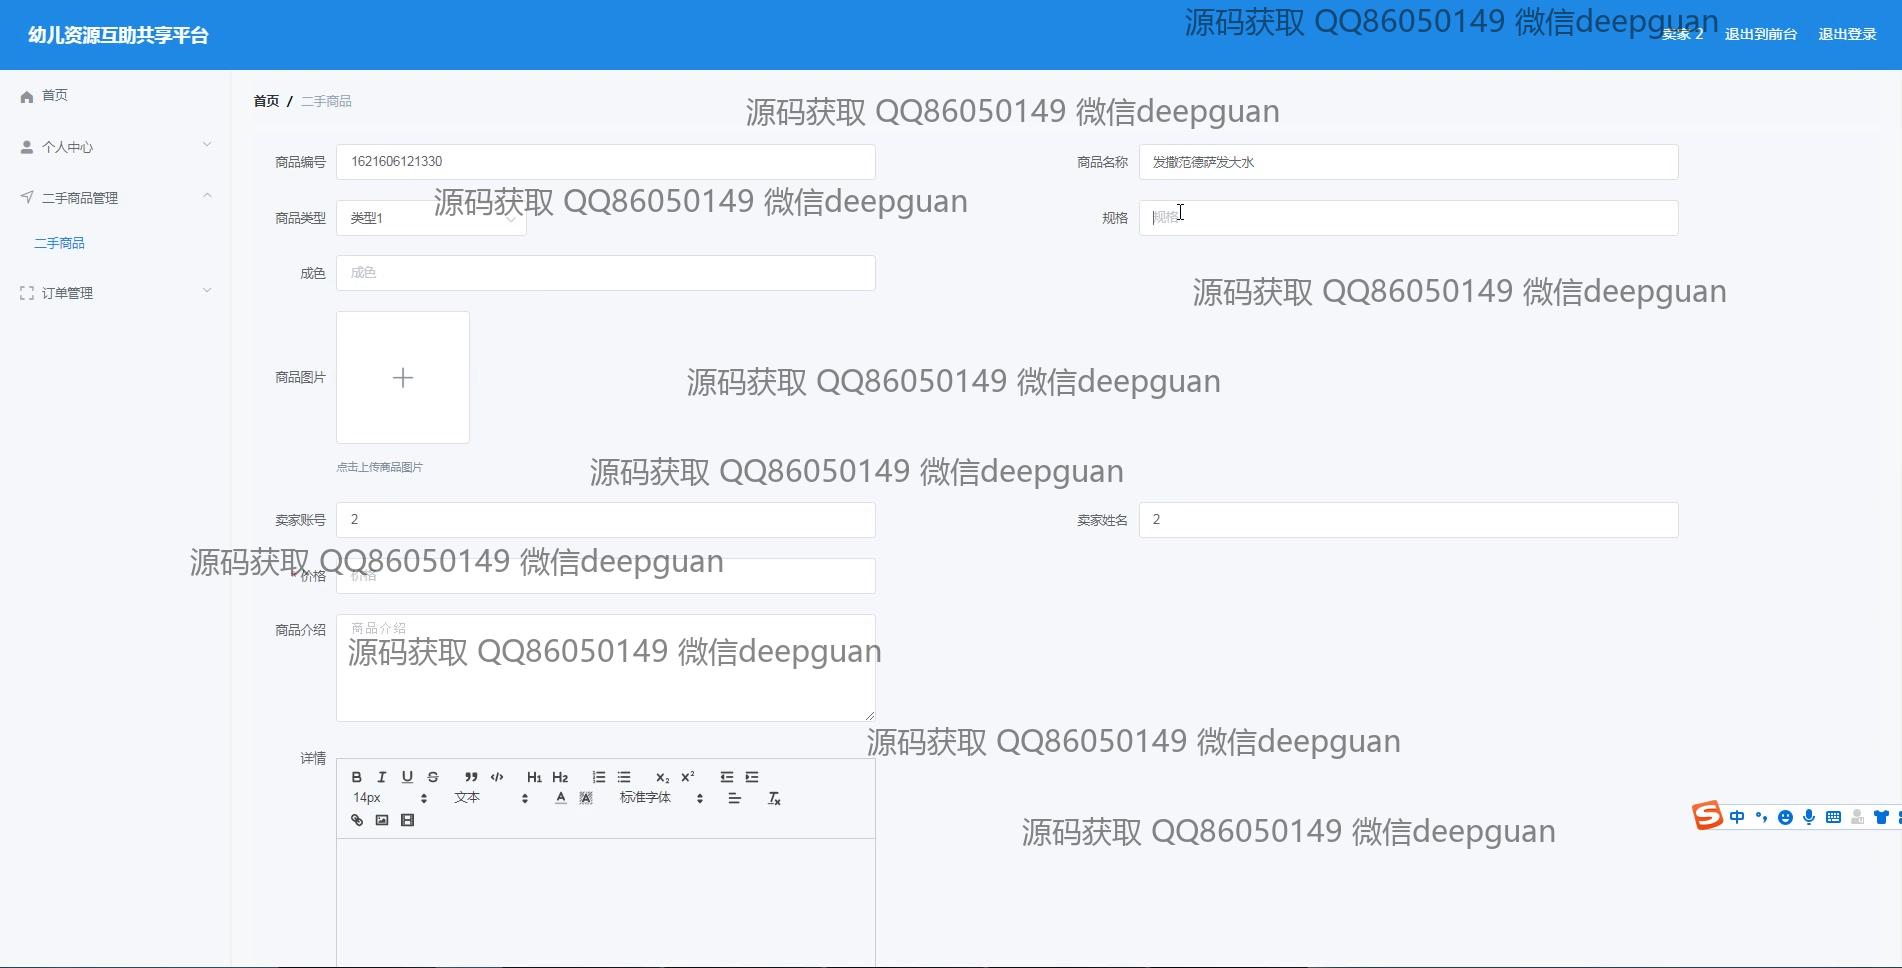 幼儿资源互助共享平台
源码获取 QQ86050149 微信deepguan
卖家 2 退出到前台 退出登录
首页
个人中心
二手商品管理
二手商品
订单管理
首页 / 二手商品
源码获取 QQ86050149 微信deepguan
商品编号 1621606121330 商品名称 发撒范德萨发大水
源码获取 QQ86050149 微信deepguan
商品类型 类型1 规格 规格
成色 成色
源码获取 QQ86050149 微信deepguan
商品图片
源码获取 QQ86050149 微信deepguan
点击上传商品图片
源码获取 QQ86050149 微信deepguan
卖家账号 2 卖家姓名 2
源码获取 QQ86050149 微信deepguan
* 价格 价格
商品介绍 商品介绍
源码获取 QQ86050149 微信deepguan
源码获取 QQ86050149 微信deepguan
详情
B I U S ” </> H1 H2 x₂ x²
14px 文本 A A 标准字体 Tx
源码获取 QQ86050149 微信deepguan
S 中